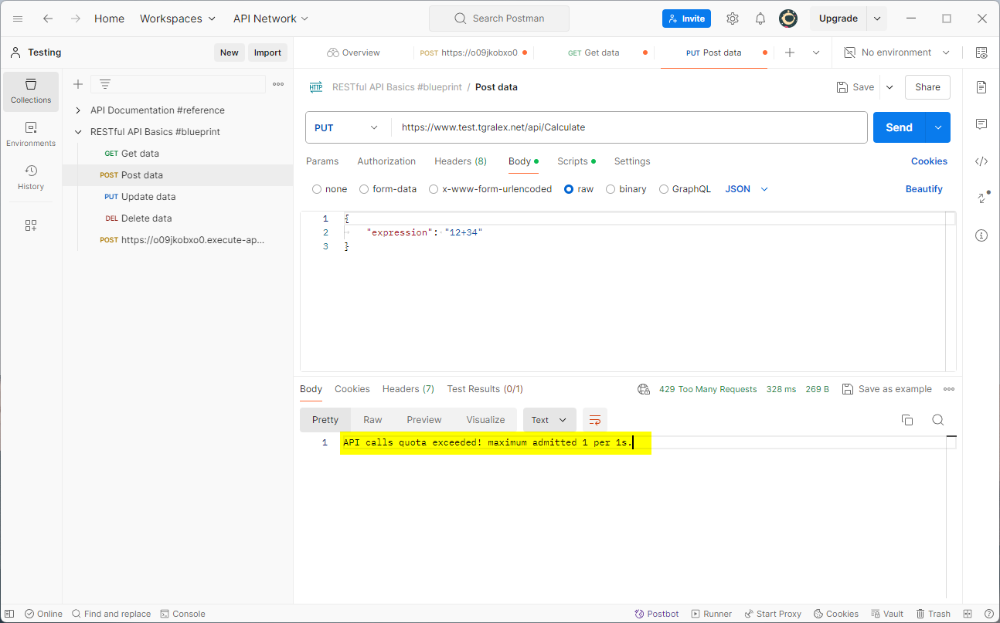 Home Workspaces API Network Search Postman Invite Upgrade
Testing New Import Overview POST https://o09jkobxo0 GET Get data PUT Post data No environment
Collections
Environments
History
API Documentation #reference
RESTful API Basics #blueprint
GET Get data
POST Post data
PUT Update data
DEL Delete data
POST https://o09jkobxo0.execute-ap...
HTTP RESTful API Basics #blueprint / Post data Save Share
PUT https://www.test.tgralex.net/api/Calculate Send
Params Authorization Headers (8) Body Scripts Settings Cookies
none form-data x-www-form-urlencoded raw binary GraphQL JSON Beautify
1 {
2 "expression": "12+34"
3 }
Body Cookies Headers (7) Test Results (0/1) 429 Too Many Requests 328 ms 269 B Save as example
Pretty Raw Preview Visualize Text
1 API calls quota exceeded! maximum admitted 1 per 1s.
Online Find and replace Console Postbot Runner Start Proxy Cookies Vault Trash